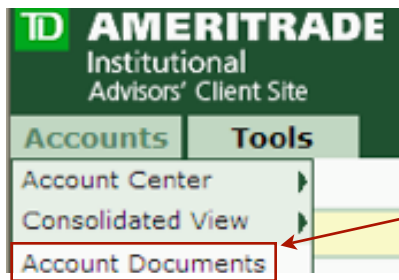 TD AMERITRADE
Institutional
Advisors' Client Site
Accounts Tools
Account Center
Consolidated View
Account Documents